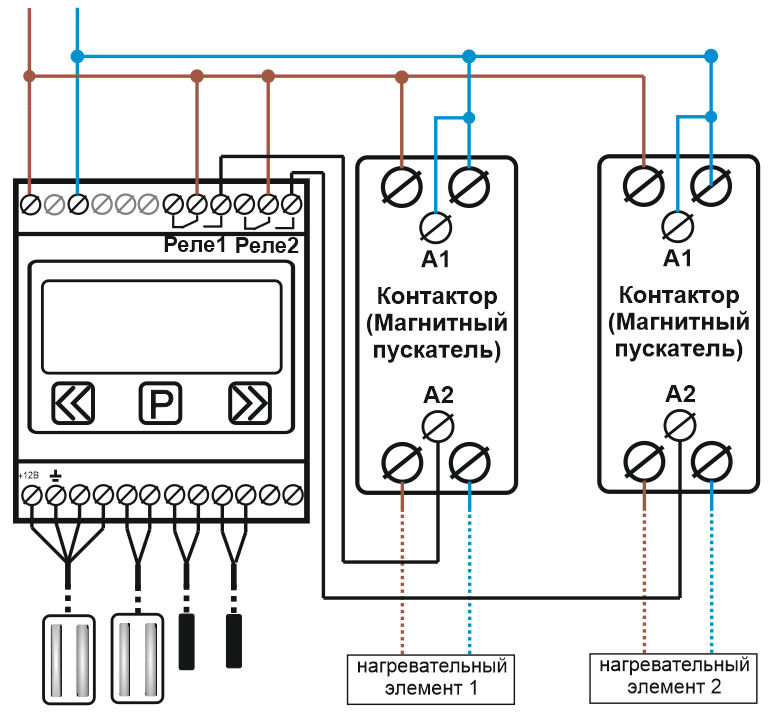 Реле1 Реле2
P
+12В
A1
Контактор
(Магнитный
пускатель)
A2
нагревательный
элемент 1
A1
Контактор
(Магнитный
пускатель)
A2
нагревательный
элемент 2